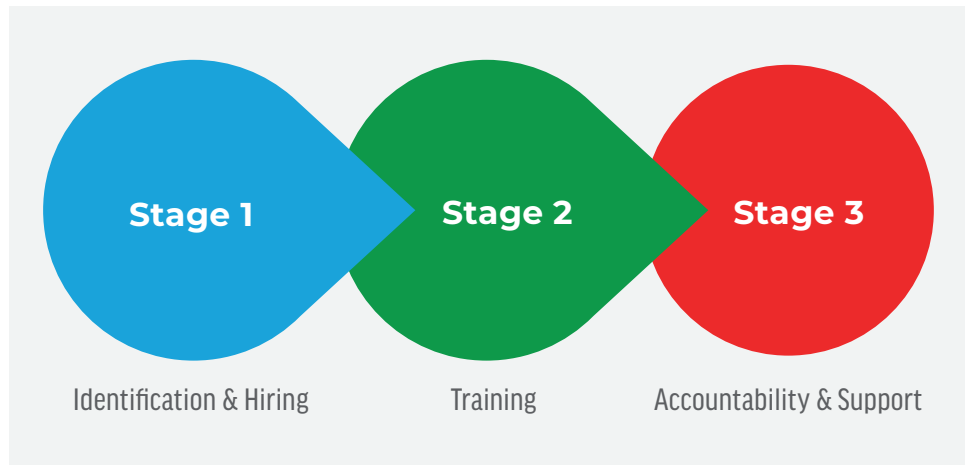 Stage 1
Stage 2
Stage 3
Identification & Hiring
Training
Accountability & Support